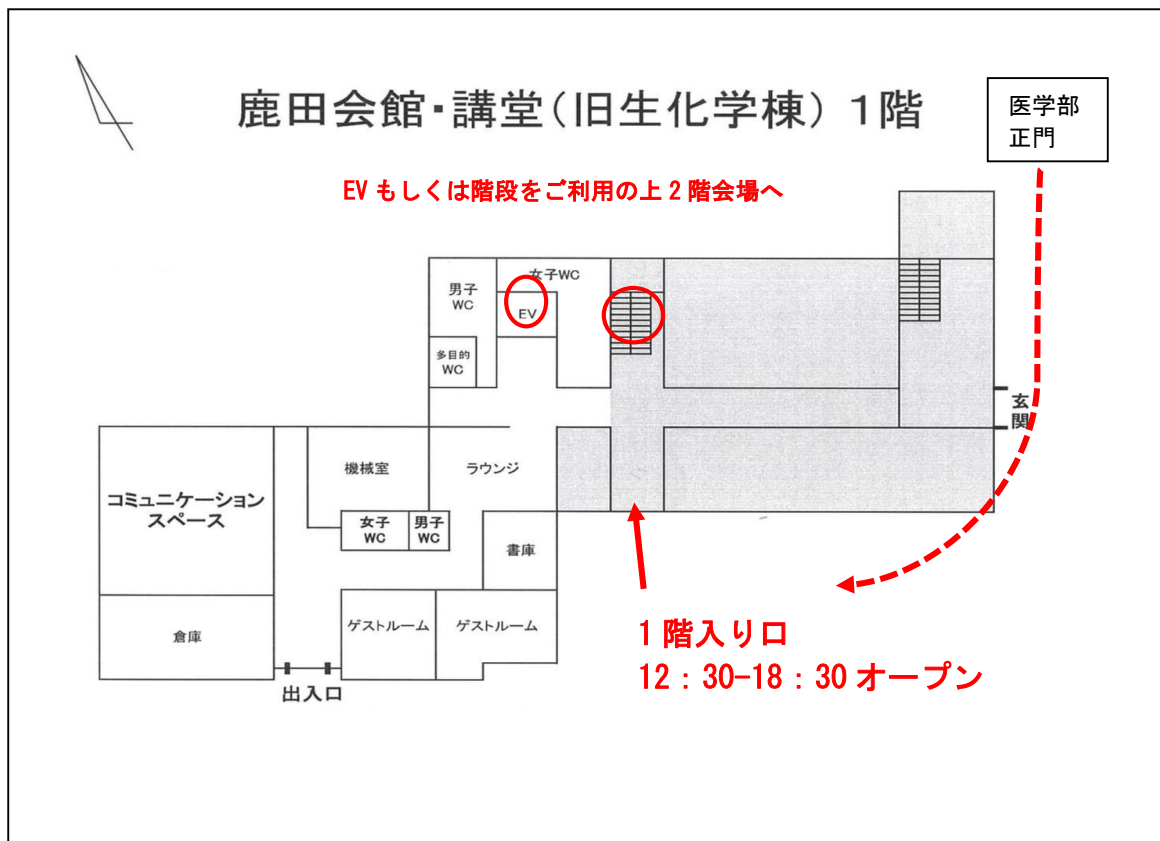 鹿田会館・講堂(旧生化学棟) 1階
医学部
正門
EV もしくは階段をご利用の上 2 階会場へ
女子WC
男子
WC
EV
多目的
WC
玄
関
機械室
ラウンジ
コミュニケーション
スペース
女子
WC
男子
WC
書庫
倉庫
ゲストルーム
ゲストルーム
出入口
1 階入り口
12：30-18：30 オープン